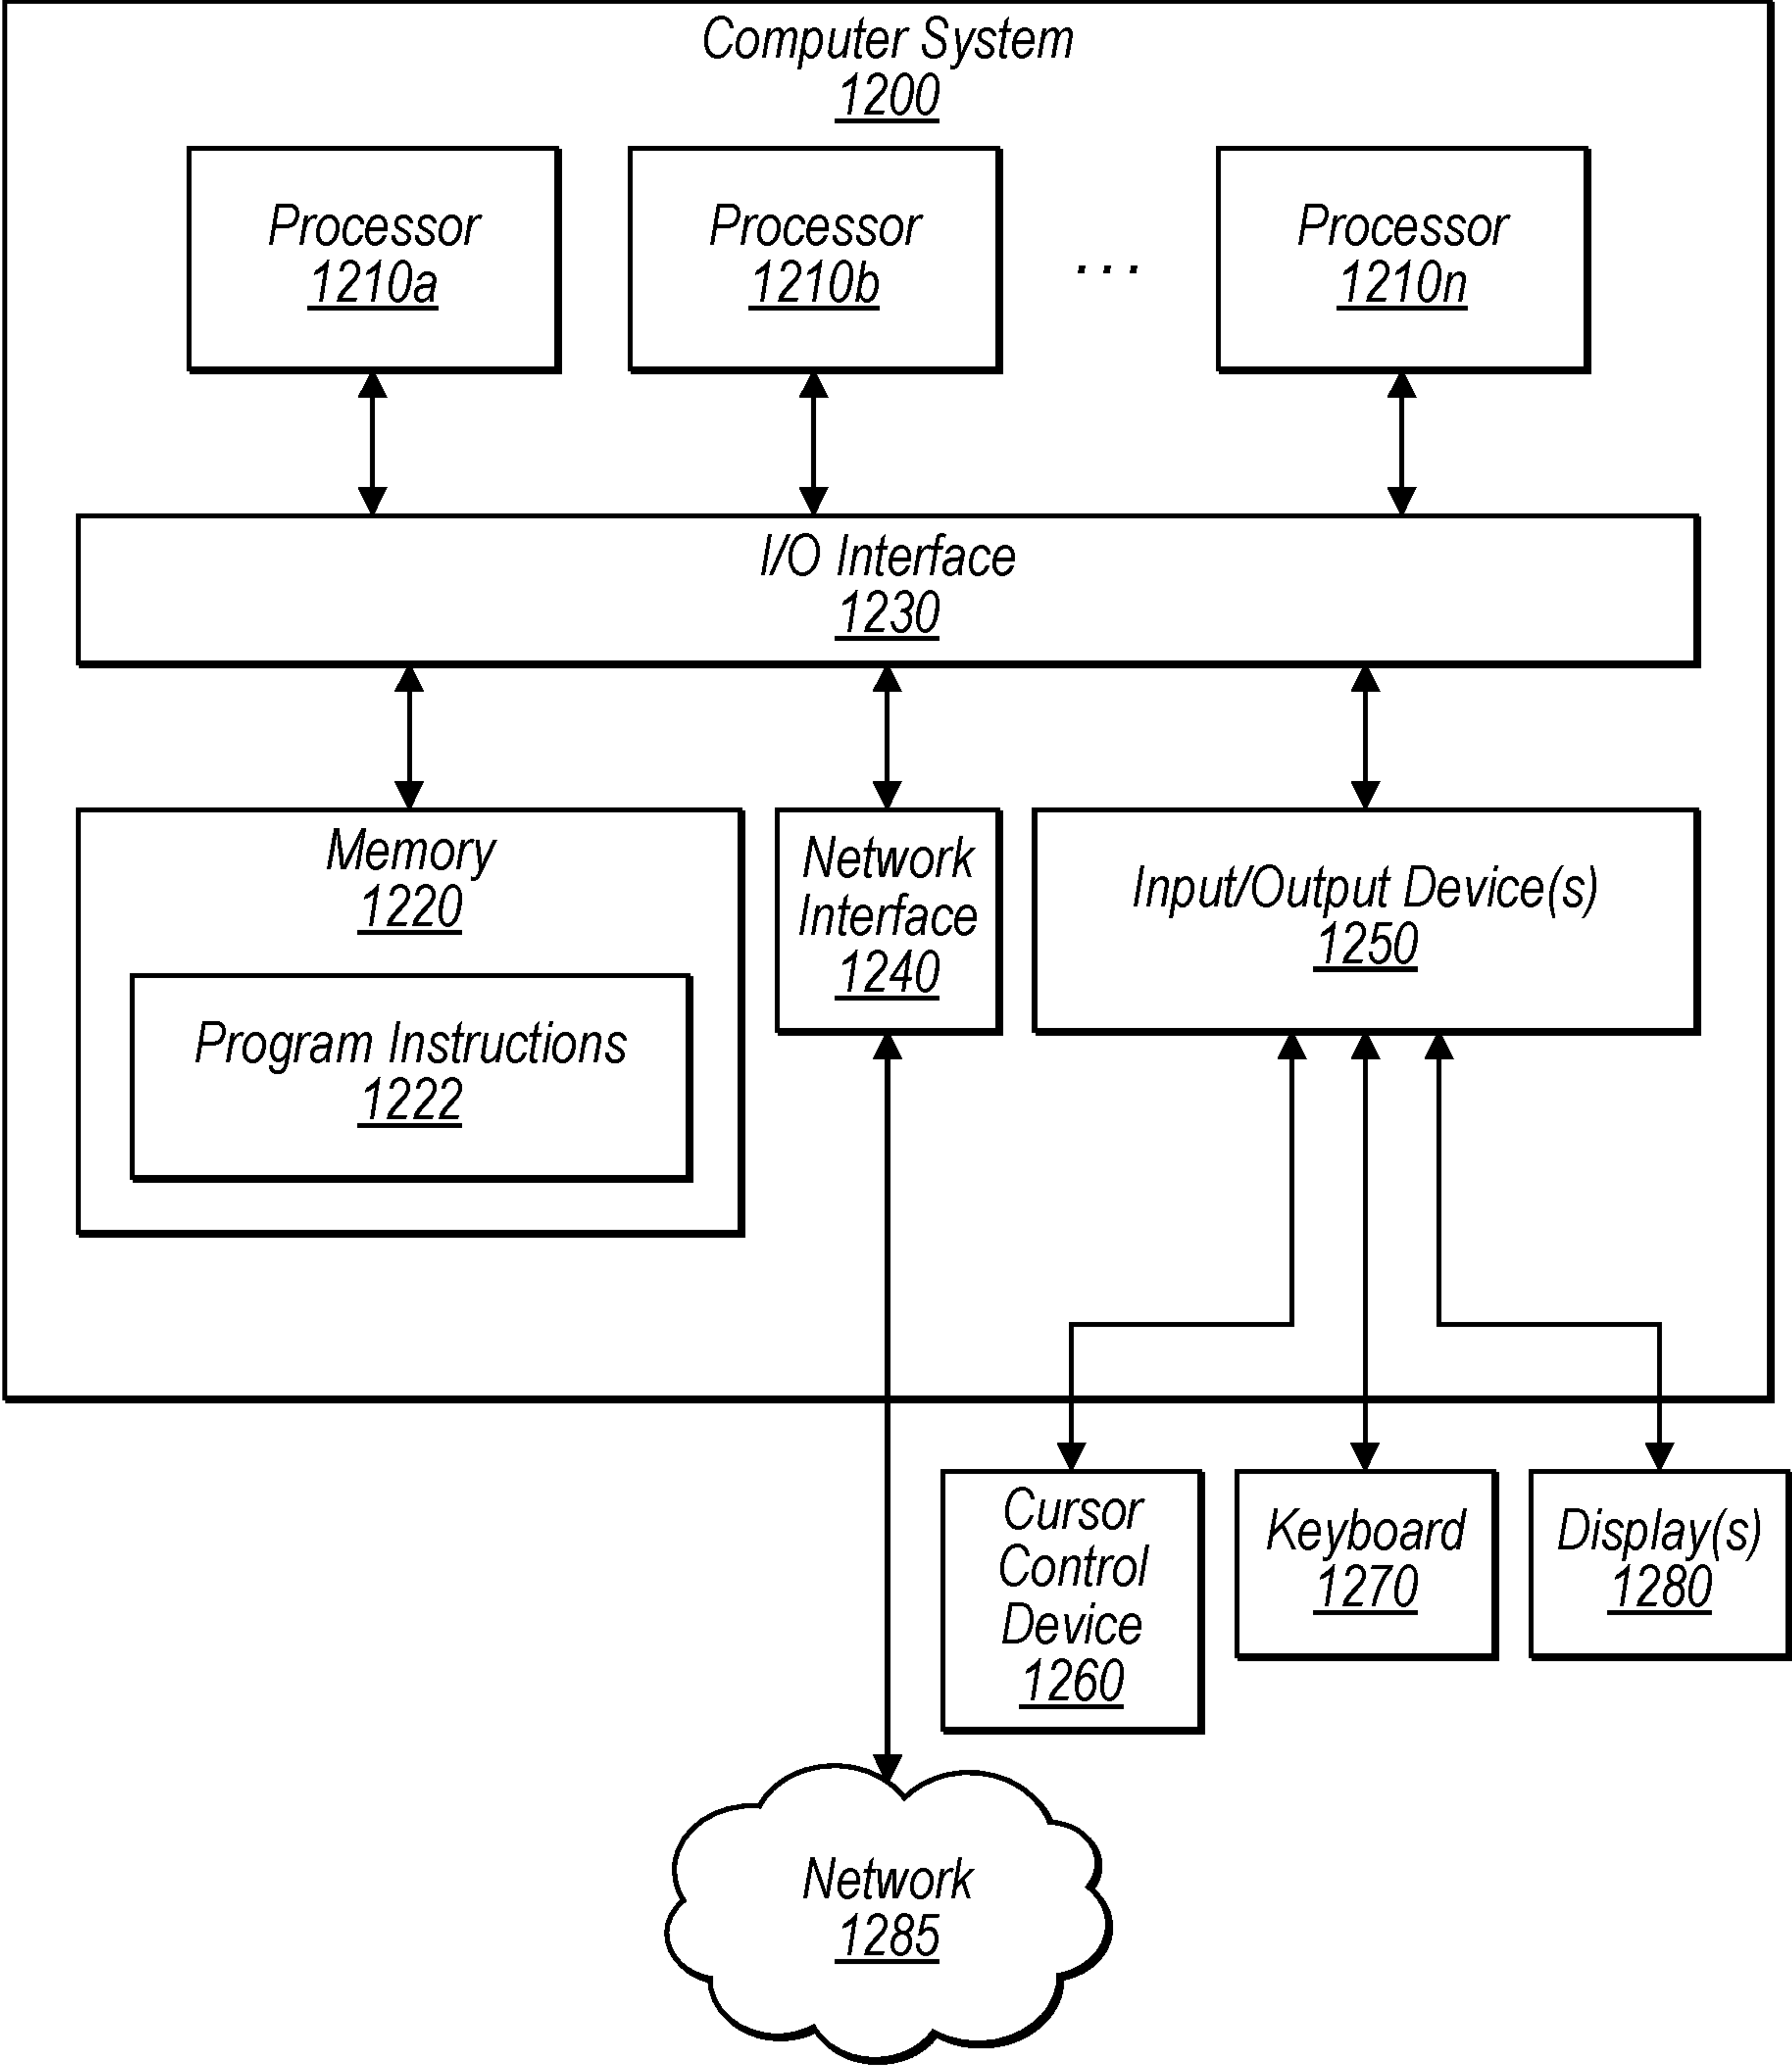 Computer System
1200
Processor
1210a
Processor
1210b
...
Processor
1210n
I/O Interface
1230
Memory
1220
Program Instructions
1222
Network
Interface
1240
Input/Output Device(s)
1250
Cursor
Control
Device
1260
Keyboard
1270
Display(s)
1280
Network
1285